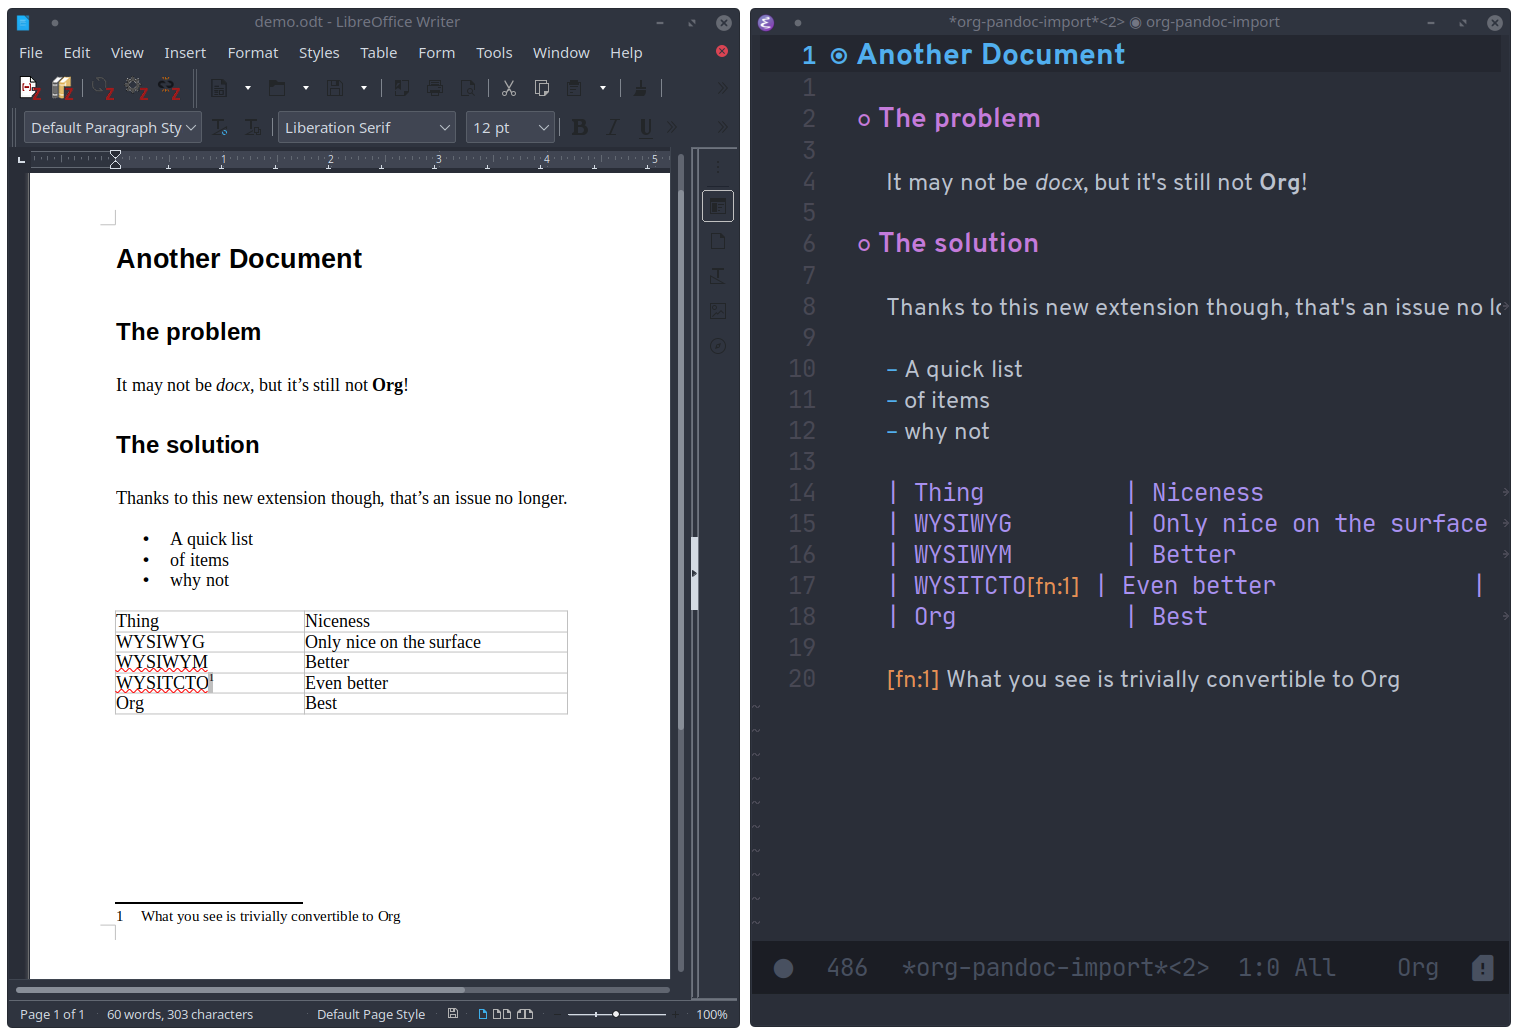 demo.odt - LibreOffice Writer
File Edit View Insert Format Styles Table Form Tools Window Help
Default Paragraph Sty Liberation Serif 12 pt B I U
1 2 3 4 5
Another Document
The problem
It may not be docx, but it’s still not Org!
The solution
Thanks to this new extension though, that’s an issue no longer.
• A quick list
• of items
• why not
Thing Niceness
WYSIWYG Only nice on the surface
WYSIWYM Better
WYSITCTO1 Even better
Org Best
1 What you see is trivially convertible to Org
Page 1 of 1 60 words, 303 characters Default Page Style 100%
*org-pandoc-import*<2> ◉ org-pandoc-import
1 Another Document
1
2 The problem
3
4 It may not be docx, but it's still not Org!
5
6 The solution
7
8 Thanks to this new extension though, that's an issue no lo
9
10 – A quick list
11 – of items
12 – why not
13
14 | Thing | Niceness
15 | WYSIWYG | Only nice on the surface
16 | WYSIWYM | Better
17 | WYSITCTO[fn:1] | Even better |
18 | Org | Best
19
20 [fn:1] What you see is trivially convertible to Org
486 *org-pandoc-import*<2> 1:0 All Org